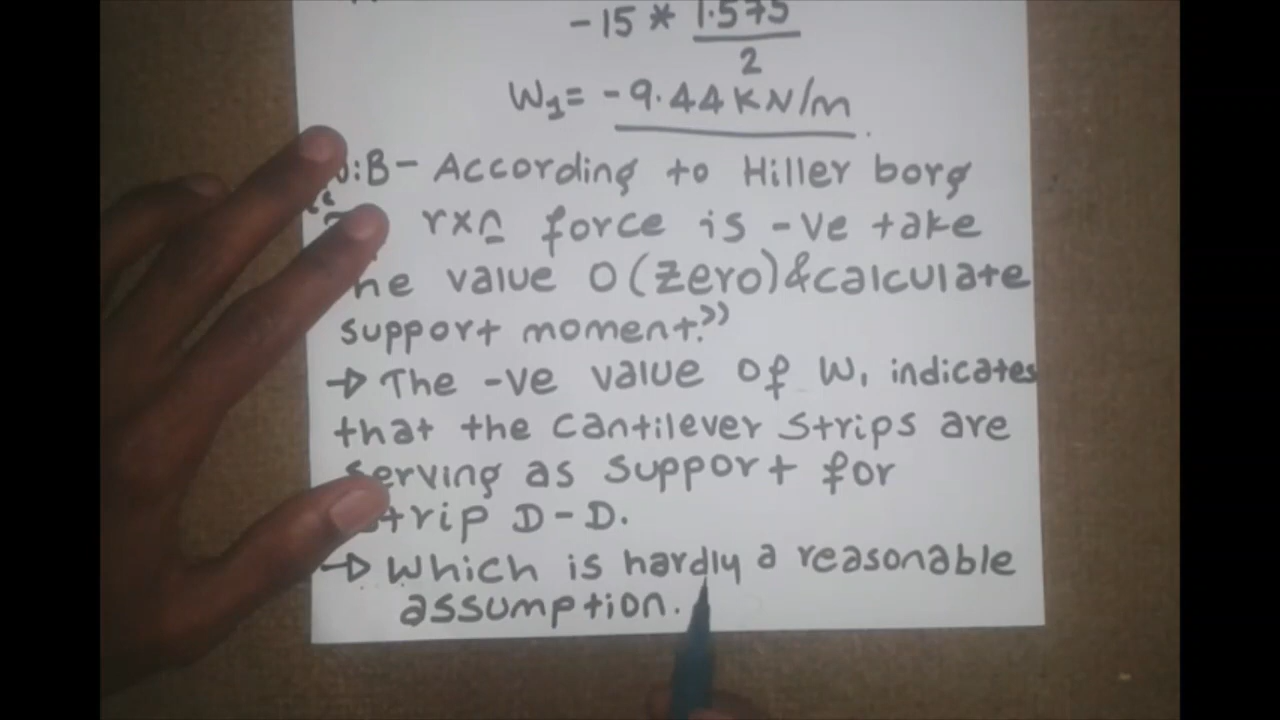 -15 * 1.575
2
W1 = -9.44 KN/m
:B- According to Hiller borg
rxn force is -ve take
he value 0 (zero) & calculate
support moment."
→ The -ve value of W1 indicates
that the cantilever strips are
serving as support for
trip D-D.
→ Which is hardly a reasonable
assumption.